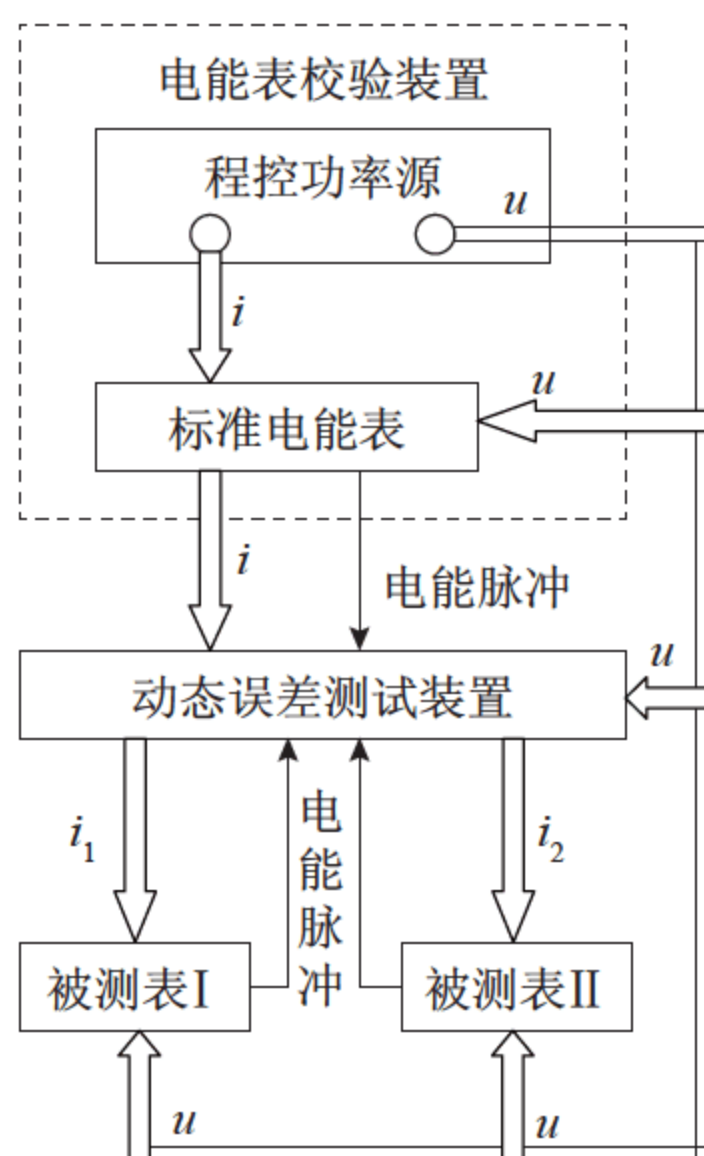 电能表校验装置
程控功率源
u
i
u
标准电能表
i
电能脉冲
u
动态误差测试装置
i₁
电能脉冲
i₂
被测表I
被测表II
u
u